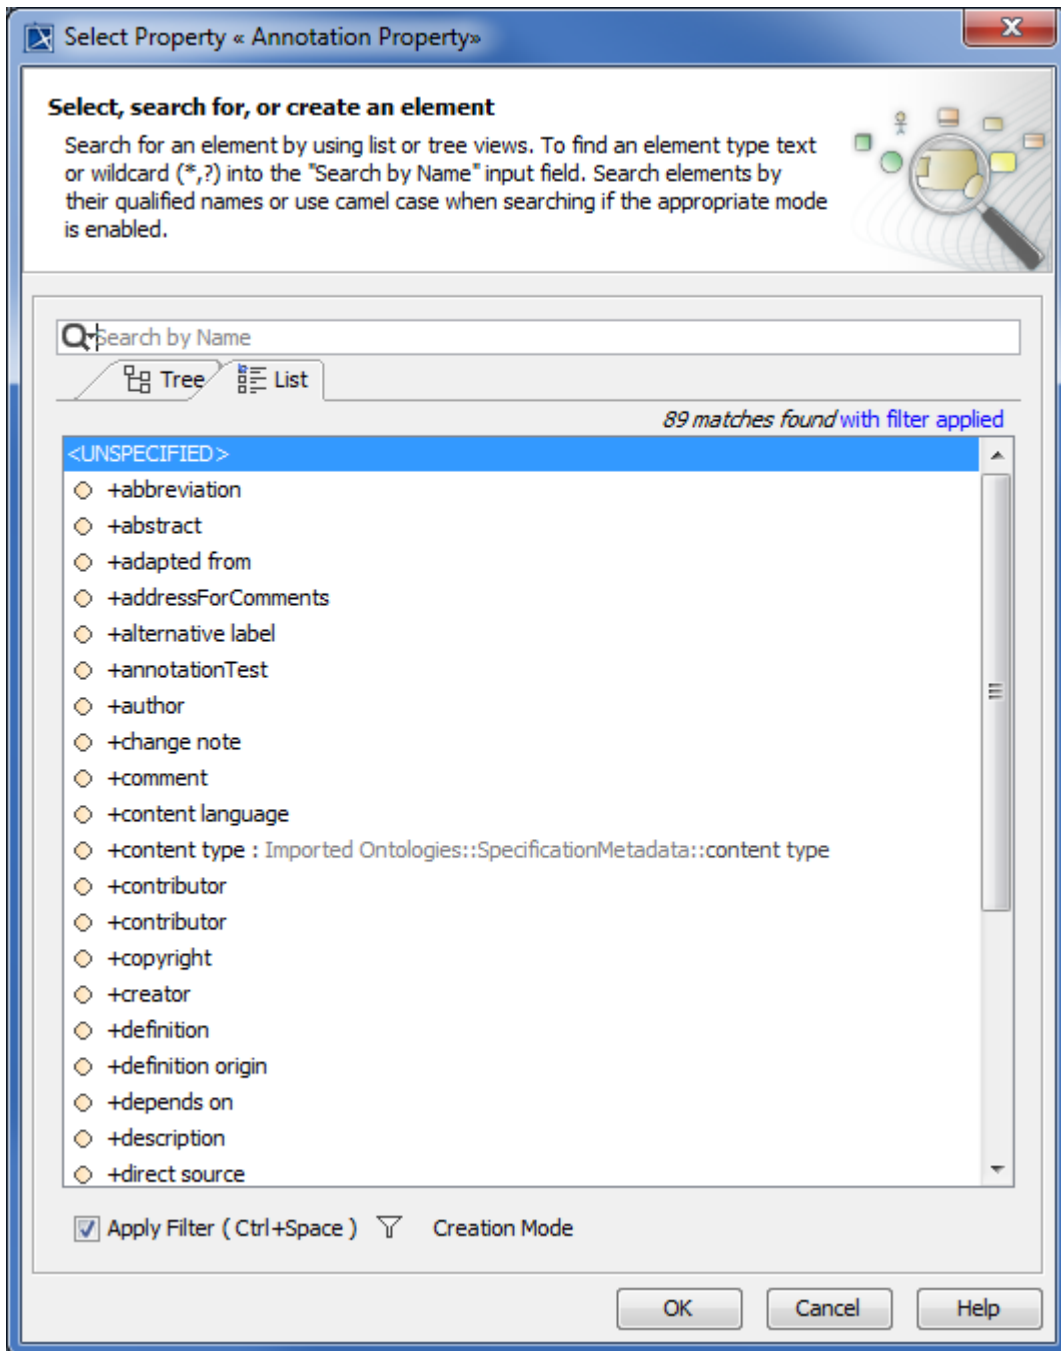 Select Property « Annotation Property»
Select, search for, or create an element
Search for an element by using list or tree views. To find an element type text
or wildcard (*,?) into the "Search by Name" input field. Search elements by
their qualified names or use camel case when searching if the appropriate mode
is enabled.
Search by Name
Tree List
89 matches found with filter applied
<UNSPECIFIED>
+abbreviation
+abstract
+adapted from
+addressForComments
+alternative label
+annotationTest
+author
+change note
+comment
+content language
+content type : Imported Ontologies::SpecificationMetadata::content type
+contributor
+contributor
+copyright
+creator
+definition
+definition origin
+depends on
+description
+direct source
Apply Filter ( Ctrl+Space ) Creation Mode
OK Cancel Help